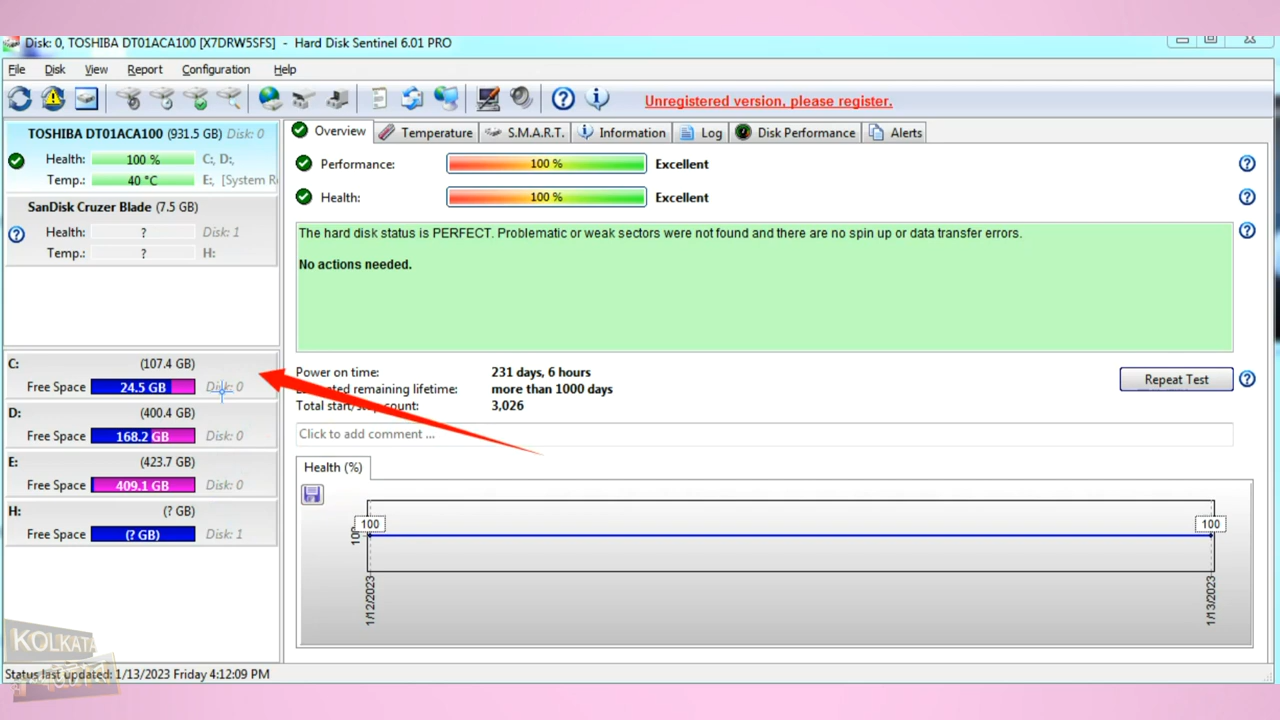 Disk: 0, TOSHIBA DT01ACA100 [X7DRW5SFS] - Hard Disk Sentinel 6.01 PRO
File Disk View Report Configuration Help
Unregistered version, please register.
TOSHIBA DT01ACA100 (931.5 GB) Disk: 0
Health: 100 % C:, D:,
Temp.: 40 °C E:, [System R
SanDisk Cruzer Blade (7.5 GB)
Health: ? Disk: 1
Temp.: ? H:
C: (107.4 GB)
Free Space 24.5 GB Disk: 0
D: (400.4 GB)
Free Space 168.2 GB Disk: 0
E: (423.7 GB)
Free Space 409.1 GB Disk: 0
H: (? GB)
Free Space (? GB) Disk: 1
Overview Temperature S.M.A.R.T. Information Log Disk Performance Alerts
Performance: 100 % Excellent
Health: 100 % Excellent
The hard disk status is PERFECT. Problematic or weak sectors were not found and there are no spin up or data transfer errors.
No actions needed.
Power on time: 231 days, 6 hours
remaining lifetime: more than 1000 days
Total start/stop count: 3,026
Repeat Test
Click to add comment ...
Health (%)
100 100
100
1/12/2023 1/13/2023
KOLKATA
Status last updated: 1/13/2023 Friday 4:12:09 PM